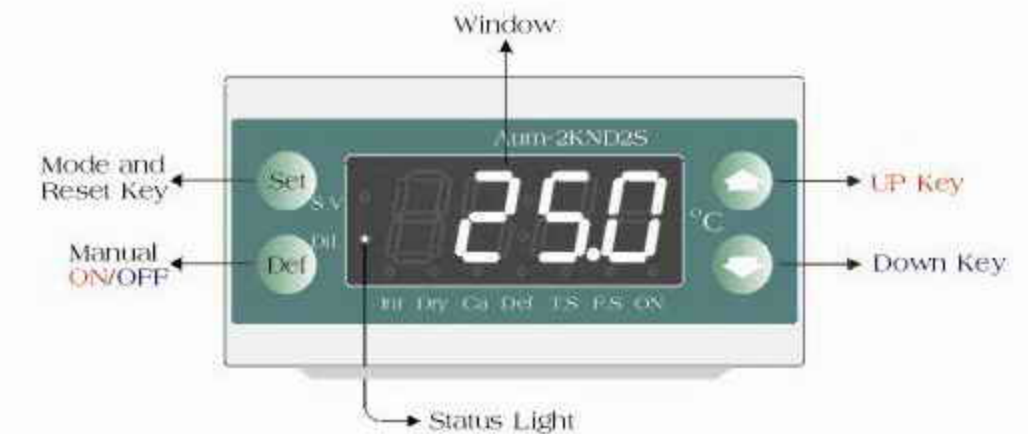 Window
Aum-2KND2S
Mode and
Reset Key
Set
S.V
25.0
°C
UP Key
Manual
ON/OFF
Def
Dif
Down Key
Int Dry Ca Def T.S F.S ON
Status Light